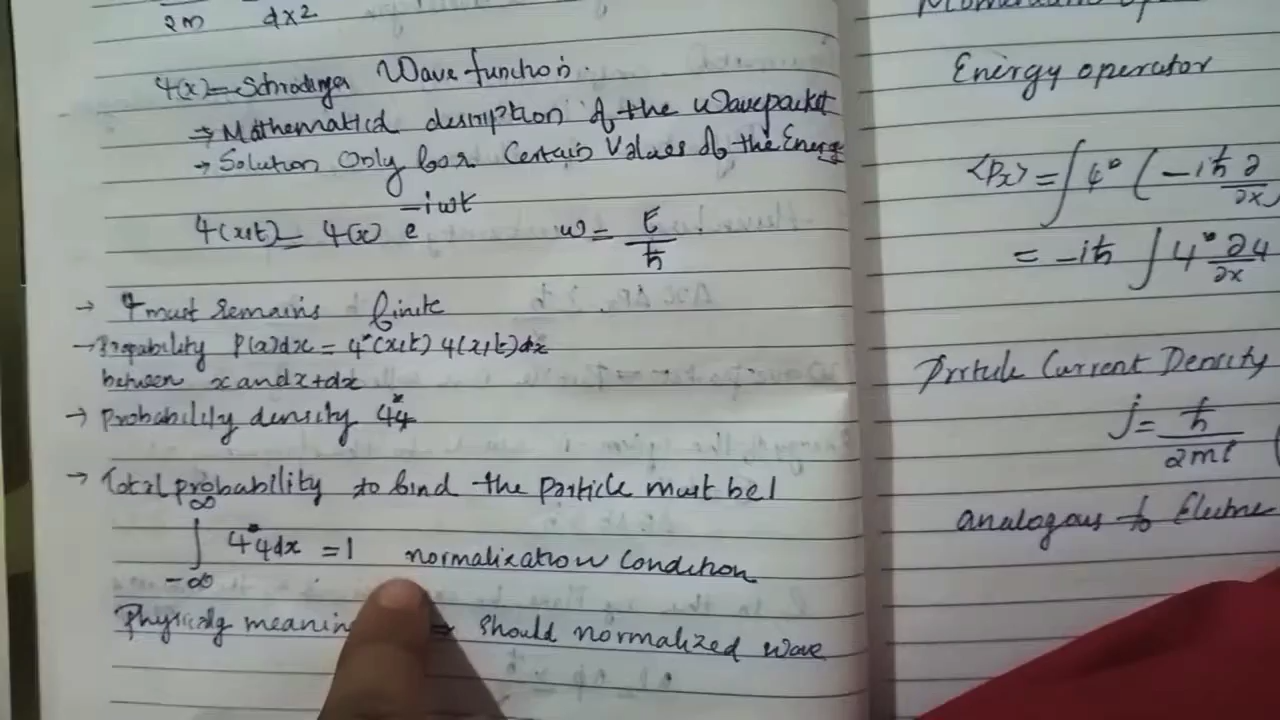 2m dx2
ψ(x) - Schrodinger Wave function.
→ Mathematical description of the wavepacket
→ Solution Only for Certain Values of the Energy
ψ(x,t) = ψ(x) e^-iωt ω = E/ħ
→ ψ must remains finite
→ Probability P(x)dx = ψ*(x,t) ψ(x,t)dx
between x and x+dx
→ probability density ψ*ψ
→ Total probability to find the particle must be 1
∫ -∞ ∞ ψ*ψdx = 1 normalization Condition
Physically meanin ⇒ should normalized wave
Energy operator
<Px> = ∫ψ* (-iħ ∂/∂x
= -iħ ∫ψ* ∂ψ/∂x
Particle Current Density
j = ħ/2mi
analogous to Electric